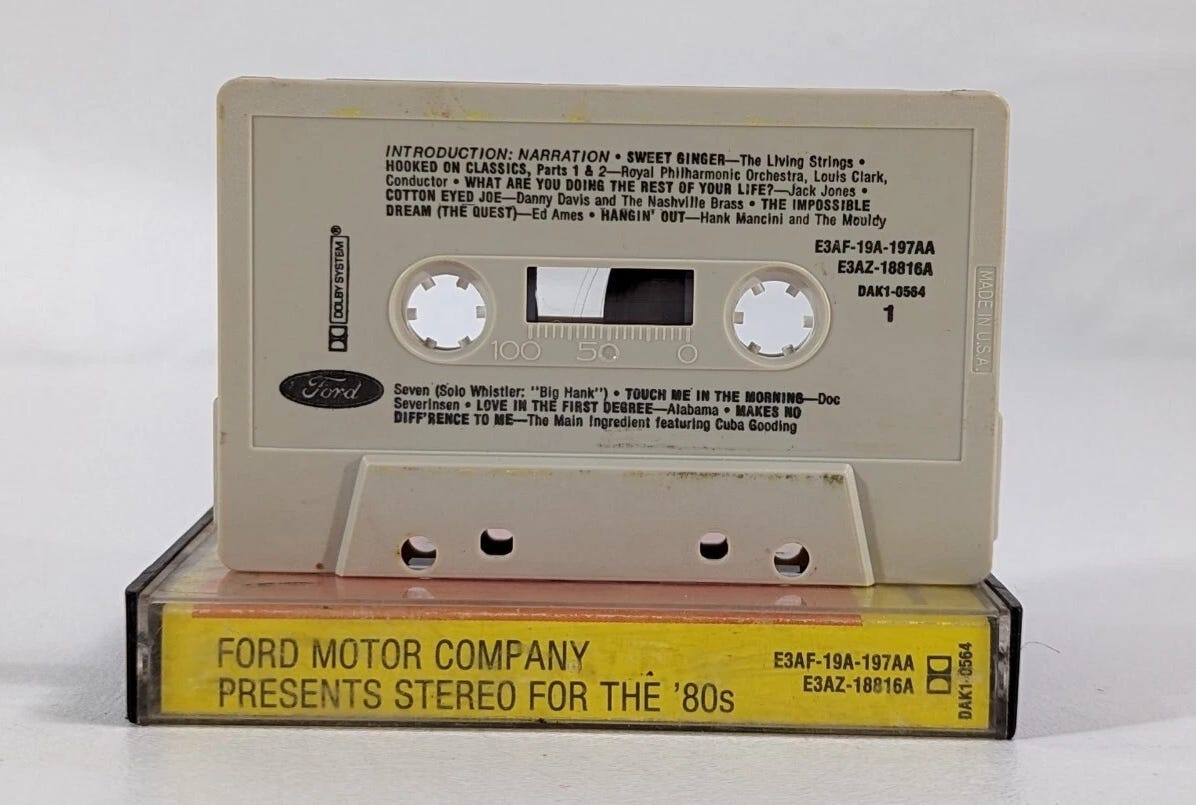 INTRODUCTION: NARRATION • SWEET GINGER—The Living Strings •
HOOKED ON CLASSICS, Parts 1 & 2—Royal Philharmonic Orchestra, Louis Clark,
Conductor • WHAT ARE YOU DOING THE REST OF YOUR LIFE?—Jack Jones •
COTTON EYED JOE—Danny Davis and The Nashville Brass • THE IMPOSSIBLE
DREAM (THE QUEST)—Ed Ames • HANGIN' OUT—Hank Mancini and The Mouldy
E3AF-19A-197AA
E3AZ-18816A
DAK1-0564
1
DOLBY SYSTEM®
MADE IN U.S.A.
100 50 0
Ford
Seven (Solo Whistler: "Big Hank") • TOUCH ME IN THE MORNING—Doc
Severinsen • LOVE IN THE FIRST DEGREE—Alabama • MAKES NO
DIFF'RENCE TO ME—The Main Ingredient featuring Cuba Gooding
FORD MOTOR COMPANY
PRESENTS STEREO FOR THE '80s
E3AF-19A-197AA
E3AZ-18816A
DAK1-0564